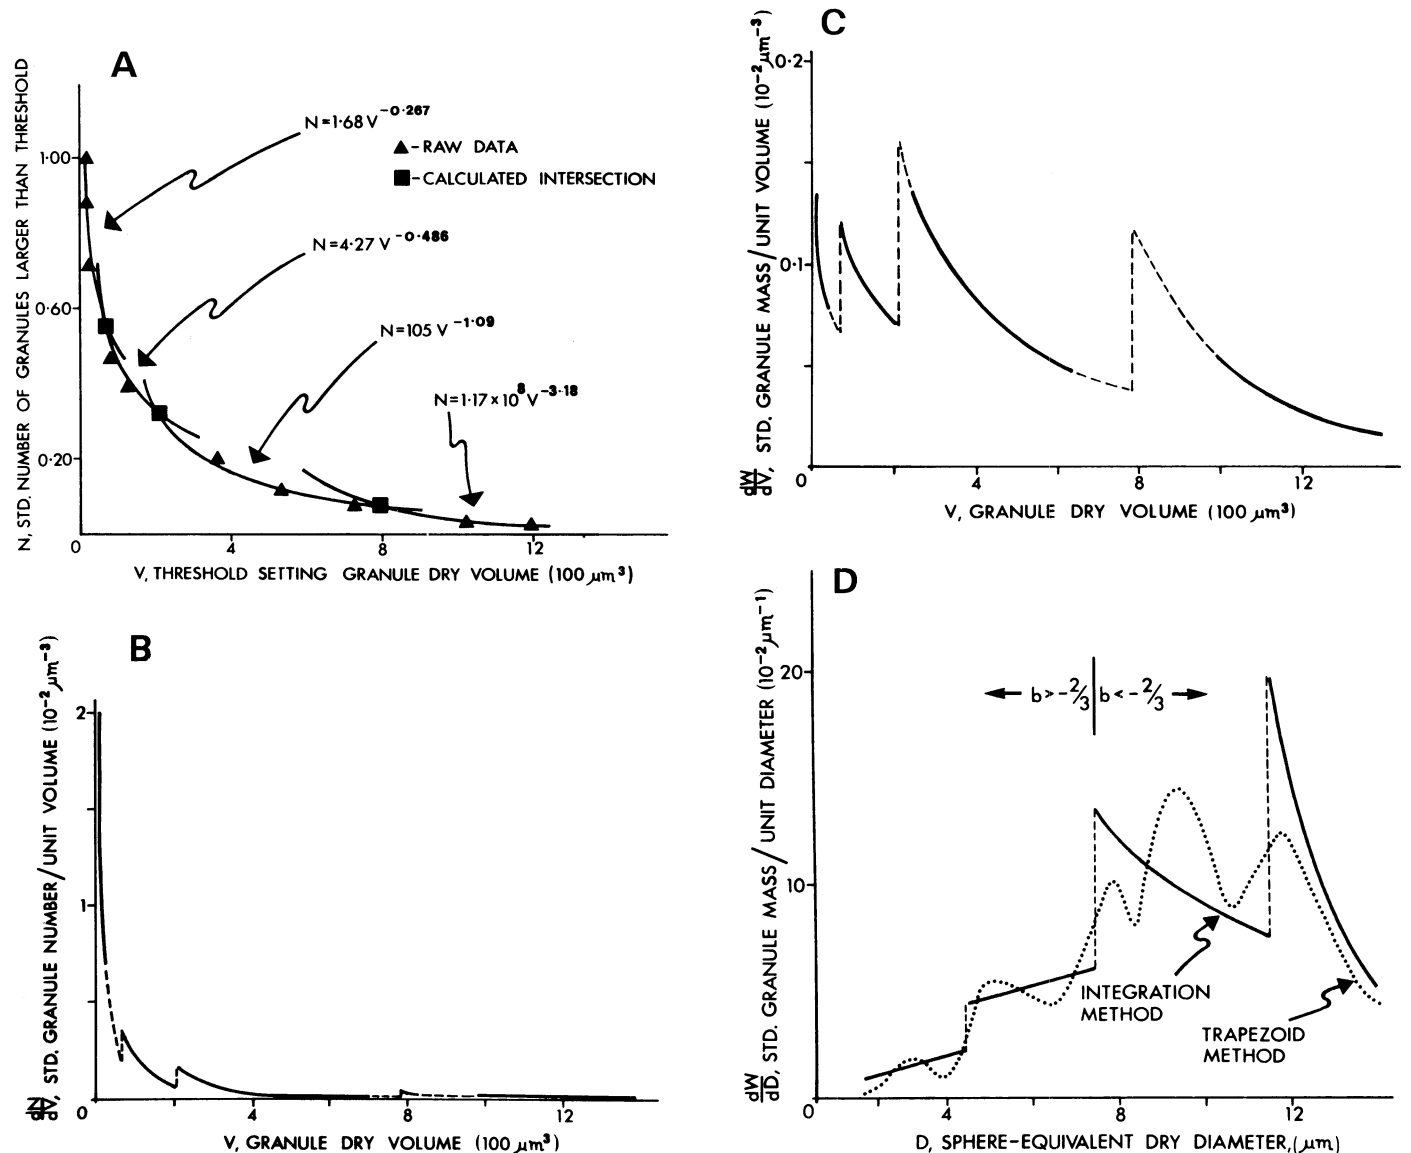 A
N, STD. NUMBER OF GRANULES LARGER THAN THRESHOLD
1·00
0·60
0·20
N=1·68 V^-0·267
▲-RAW DATA
■-CALCULATED INTERSECTION
N=4·27 V^-0·486
N=105 V^-1·09
N=1·17×10^8 V^-3·18
0 4 8 12
V, THRESHOLD SETTING GRANULE DRY VOLUME (100 µm³)
B
dN/dV, STD. GRANULE NUMBER/UNIT VOLUME (10⁻² µm⁻³)
2
1
0 4 8 12
V, GRANULE DRY VOLUME (100 µm³)
C
dW/dV, STD. GRANULE MASS/UNIT VOLUME (10⁻² µm⁻³)
0·2
0·1
0 4 8 12
V, GRANULE DRY VOLUME (100 µm³)
D
dW/dD, STD. GRANULE MASS/UNIT DIAMETER (10⁻² µm⁻¹)
20
10
b>-2/3 b<-2/3
INTEGRATION
METHOD
TRAPEZOID
METHOD
0 4 8 12
D, SPHERE-EQUIVALENT DRY DIAMETER,(µm)